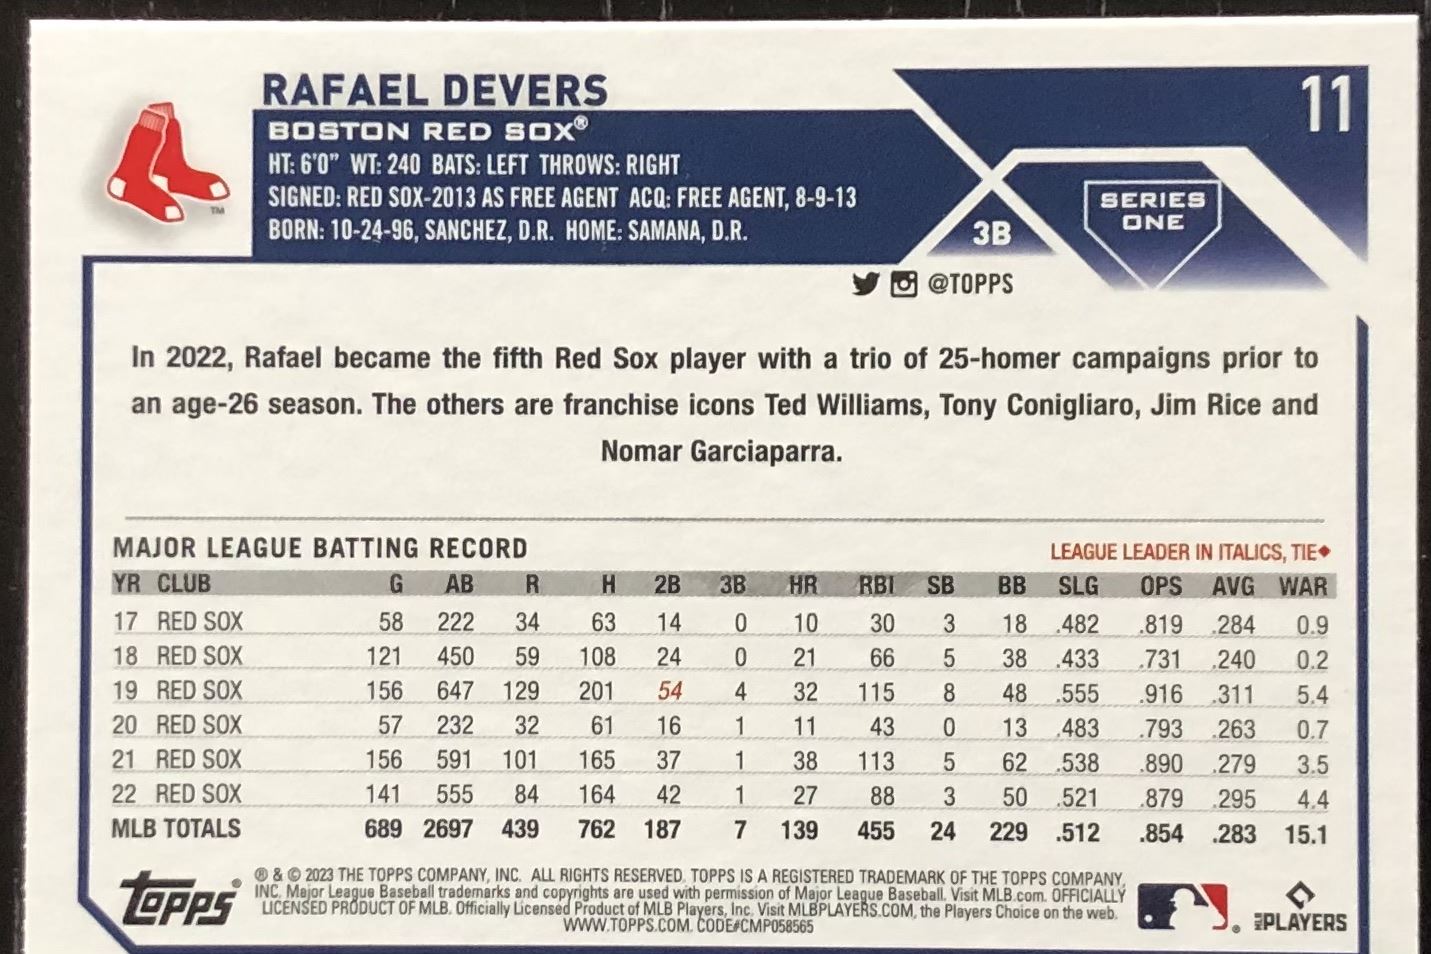 RAFAEL DEVERS
11
BOSTON RED SOX®
HT: 6'0" WT: 240 BATS: LEFT THROWS: RIGHT
SIGNED: RED SOX-2013 AS FREE AGENT ACQ: FREE AGENT, 8-9-13
BORN: 10-24-96, SANCHEZ, D.R. HOME: SAMANA, D.R.
TM
3B
SERIES
ONE
@TOPPS
In 2022, Rafael became the fifth Red Sox player with a trio of 25-homer campaigns prior to
an age-26 season. The others are franchise icons Ted Williams, Tony Conigliaro, Jim Rice and
Nomar Garciaparra.
MAJOR LEAGUE BATTING RECORD
LEAGUE LEADER IN ITALICS, TIE◆
YR CLUB G AB R H 2B 3B HR RBI SB BB SLG OPS AVG WAR
17 RED SOX 58 222 34 63 14 0 10 30 3 18 .482 .819 .284 0.9
18 RED SOX 121 450 59 108 24 0 21 66 5 38 .433 .731 .240 0.2
19 RED SOX 156 647 129 201 54 4 32 115 8 48 .555 .916 .311 5.4
20 RED SOX 57 232 32 61 16 1 11 43 0 13 .483 .793 .263 0.7
21 RED SOX 156 591 101 165 37 1 38 113 5 62 .538 .890 .279 3.5
22 RED SOX 141 555 84 164 42 1 27 88 3 50 .521 .879 .295 4.4
MLB TOTALS 689 2697 439 762 187 7 139 455 24 229 .512 .854 .283 15.1
Topps®
® & © 2023 THE TOPPS COMPANY, INC. ALL RIGHTS RESERVED. TOPPS IS A REGISTERED TRADEMARK OF THE TOPPS COMPANY,
INC. Major League Baseball trademarks and copyrights are used with permission of Major League Baseball. Visit MLB.com. OFFICIALLY
LICENSED PRODUCT OF MLB. Officially Licensed Product of MLB Players, Inc. Visit MLBPLAYERS.COM, the Players Choice on the web.
WWW.TOPPS.COM. CODE#CMP058565
MLB PLAYERS